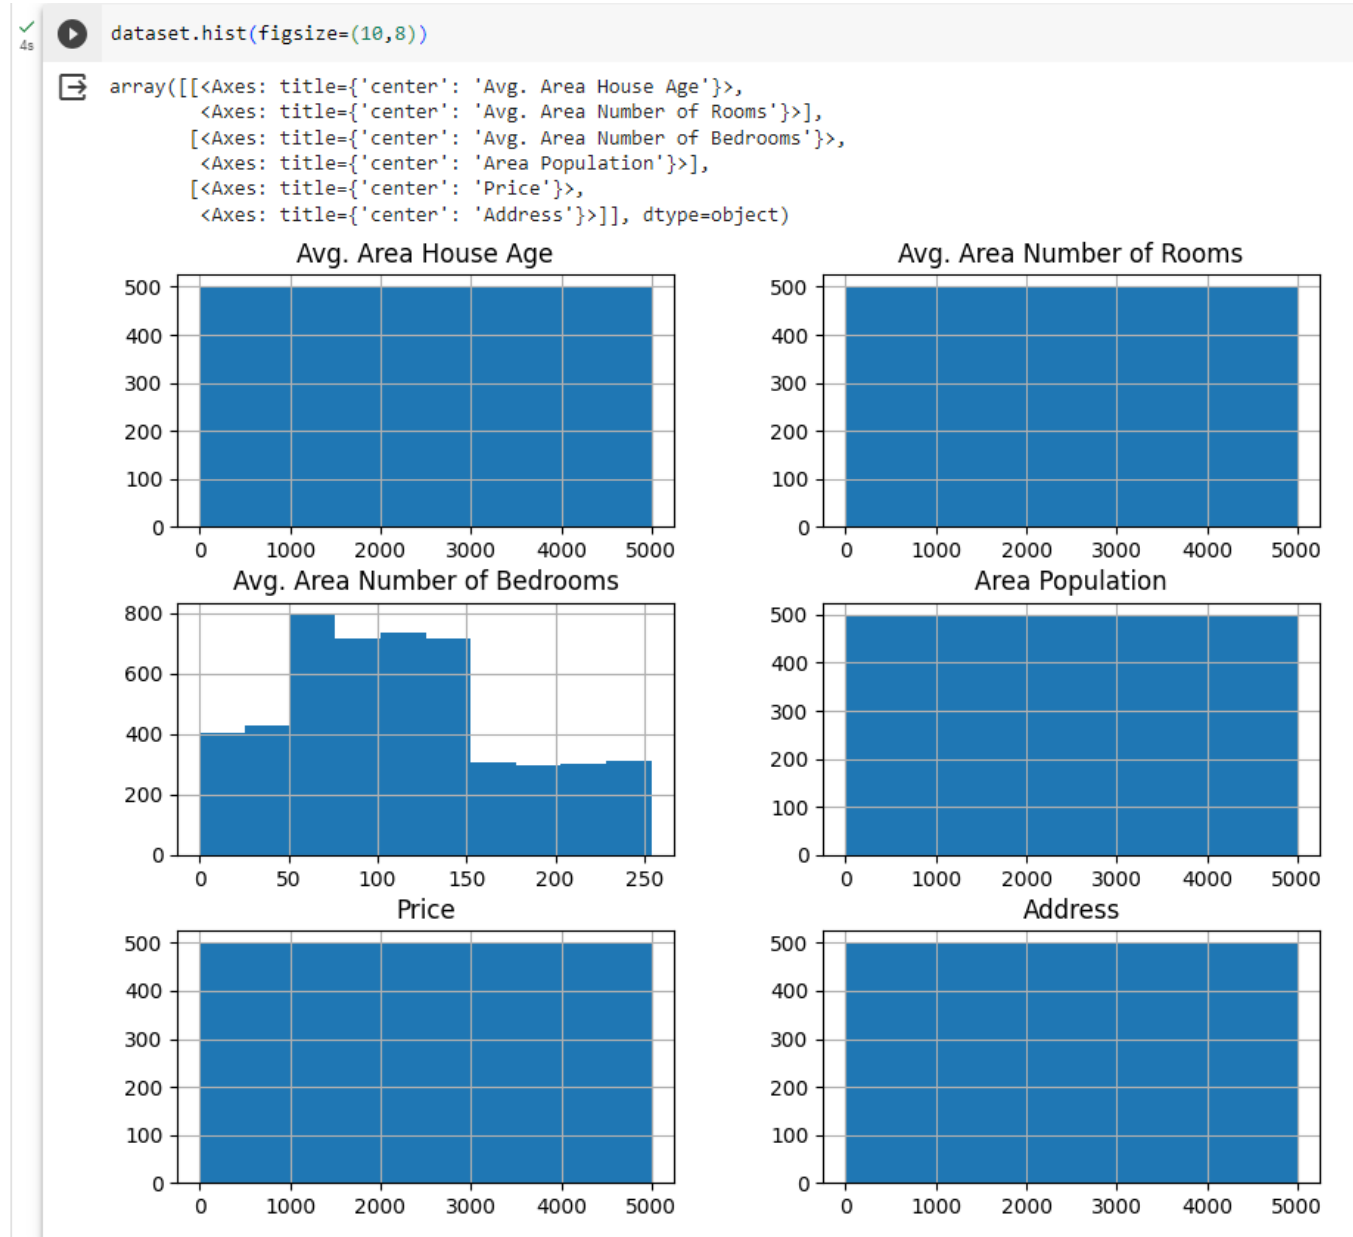 4s
dataset.hist(figsize=(10,8))
array([[<Axes: title={'center': 'Avg. Area House Age'}>,
<Axes: title={'center': 'Avg. Area Number of Rooms'}>],
[<Axes: title={'center': 'Avg. Area Number of Bedrooms'}>,
<Axes: title={'center': 'Area Population'}>],
[<Axes: title={'center': 'Price'}>,
<Axes: title={'center': 'Address'}>]], dtype=object)
Avg. Area House Age
500
400
300
200
100
0
0 1000 2000 3000 4000 5000
Avg. Area Number of Rooms
500
400
300
200
100
0
0 1000 2000 3000 4000 5000
Avg. Area Number of Bedrooms
800
600
400
200
0
0 50 100 150 200 250
Area Population
500
400
300
200
100
0
0 1000 2000 3000 4000 5000
Price
500
400
300
200
100
0
0 1000 2000 3000 4000 5000
Address
500
400
300
200
100
0
0 1000 2000 3000 4000 5000